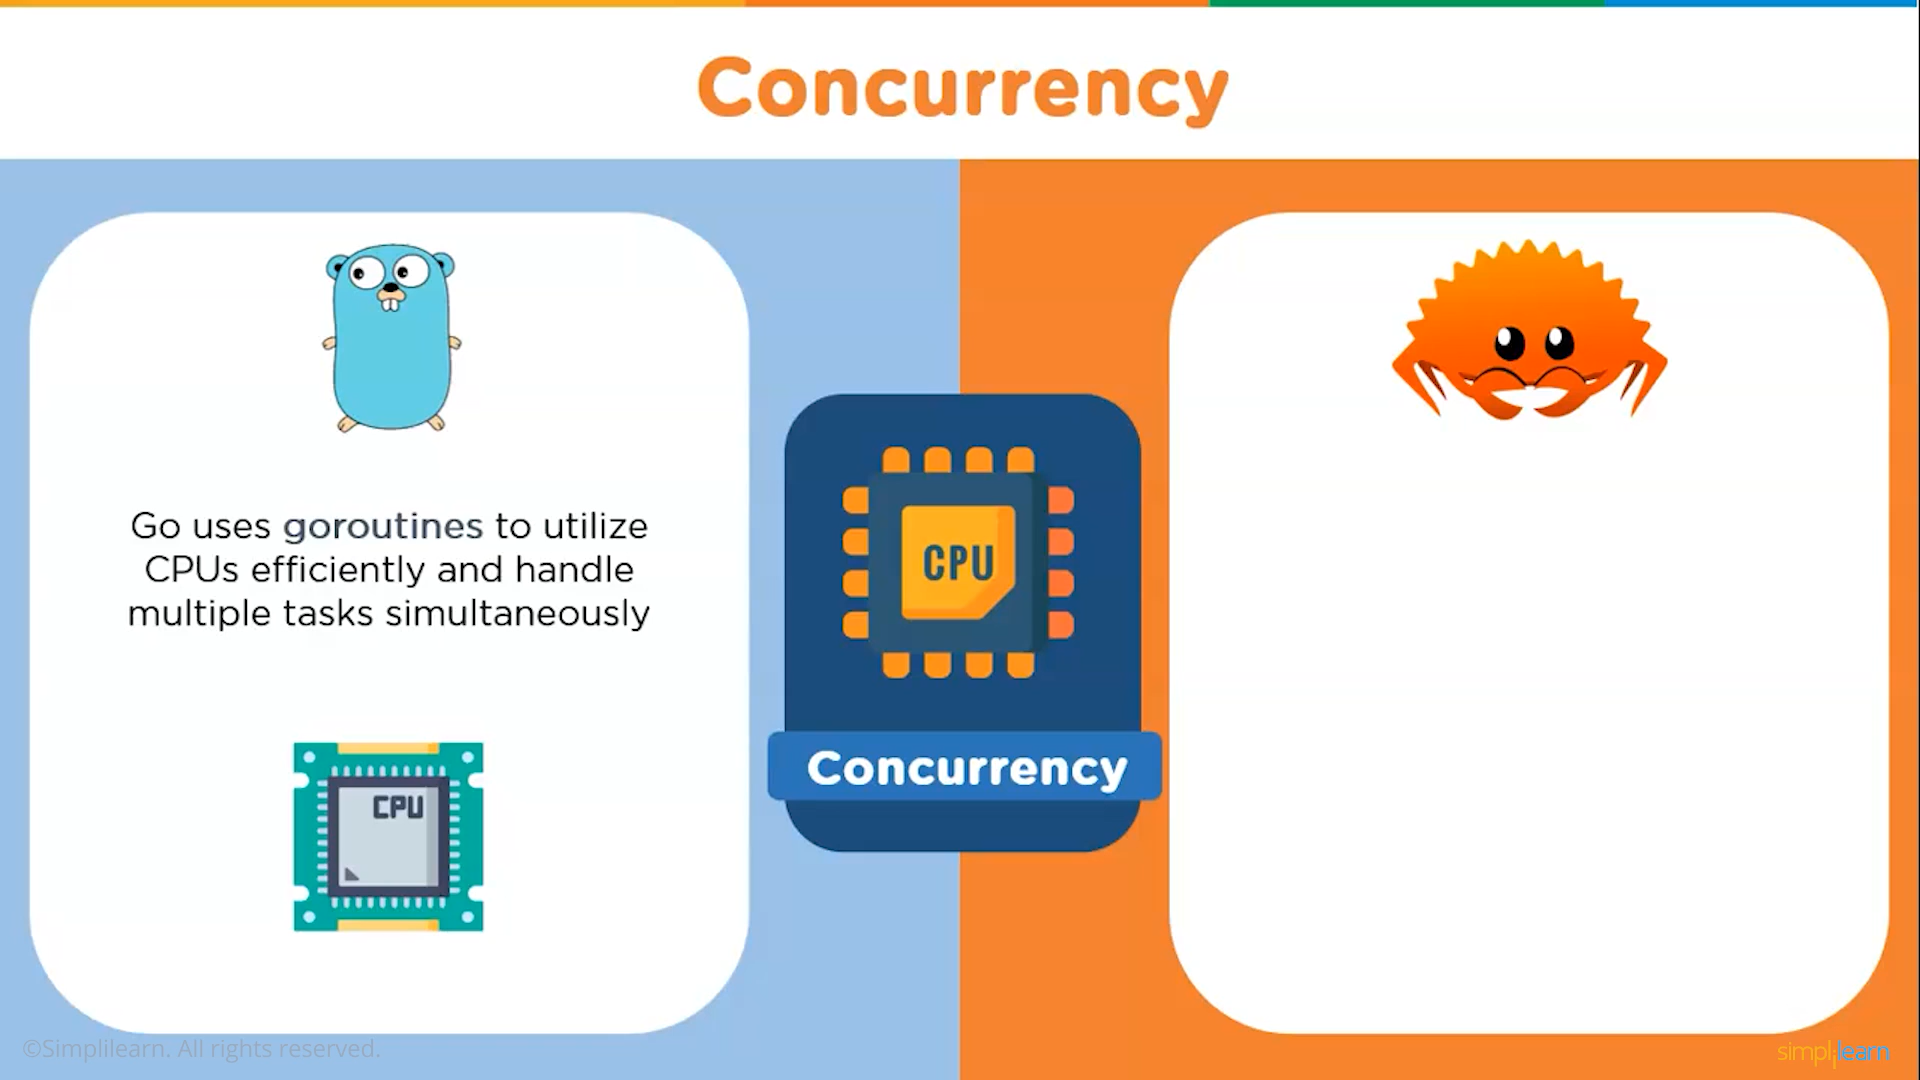 Concurrency
Go uses goroutines to utilize
CPUs efficiently and handle
multiple tasks simultaneously
CPU
CPU
Concurrency
©Simplilearn. All rights reserved.
simplilearn